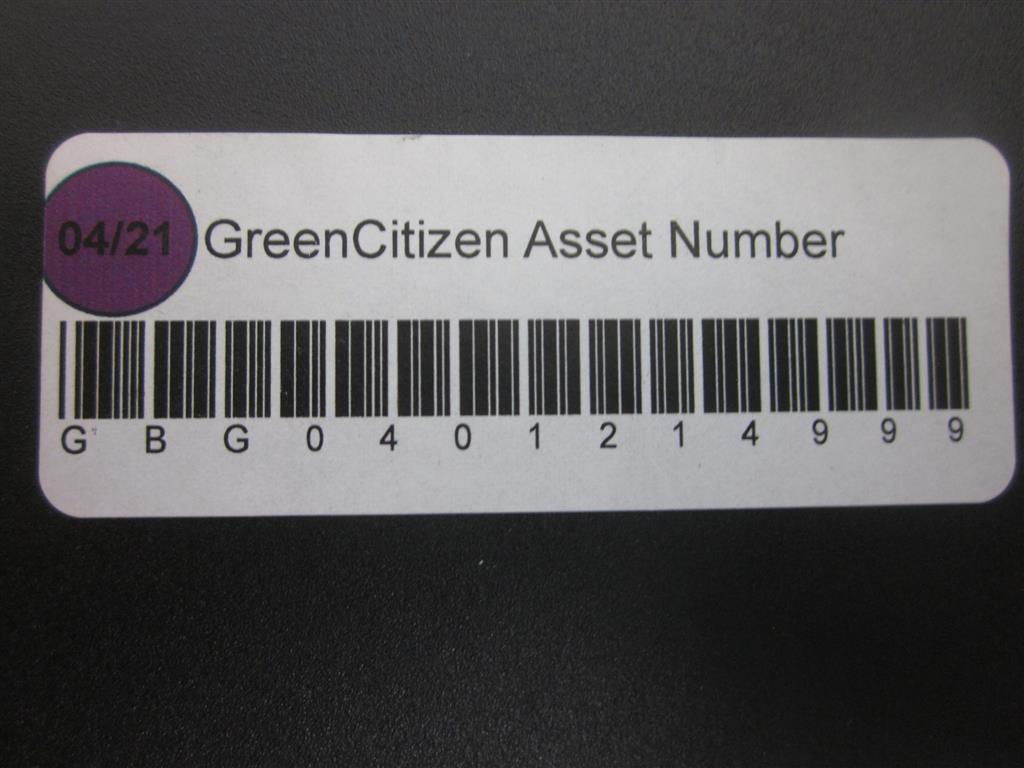 04/21 GreenCitizen Asset Number
G B G 0 4 0 1 2 1 4 9 9 9